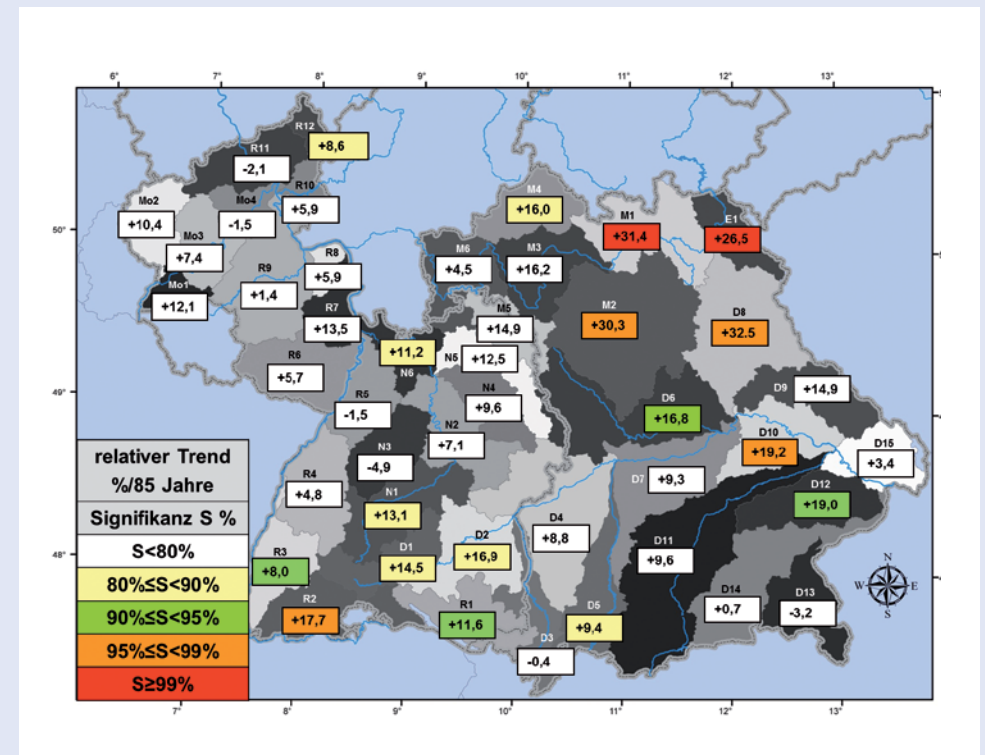 6° 7° 8° 9° 10° 11° 12° 13°
R12
+8,6
R11
-2,1
R10
+5,9
Mo2
+10,4
Mo4
-1,5
Mo3
+7,4
Mo1
+12,1
R8
+5,9
R9
+1,4
R7
+13,5
R6
+5,7
R5
-1,5
M4
+16,0
M1
+31,4
E1
+26,5
M6
+4,5
M3
+16,2
M2
+30,3
D8
+32.5
M5
+14,9
+11,2
N6
N5
+12,5
N4
+9,6
N2
+7,1
N3
-4,9
D9
+14,9
D6
+16,8
D10
+19,2
D15
+3,4
D7
+9,3
D12
+19,0
R4
+4,8
N1
+13,1
D2
+16,9
D4
+8,8
D11
+9,6
R3
+8,0
D1
+14,5
R2
+17,7
R1
+11,6
D3
-0,4
D5
+9,4
D14
+0,7
D13
-3,2
50°
49°
48°
relativer Trend
%/85 Jahre
Signifikanz S %
S<80%
80%≤S<90%
90%≤S<95%
95%≤S<99%
S≥99%
N
W E
S
7° 8° 9° 10° 11° 12° 13°